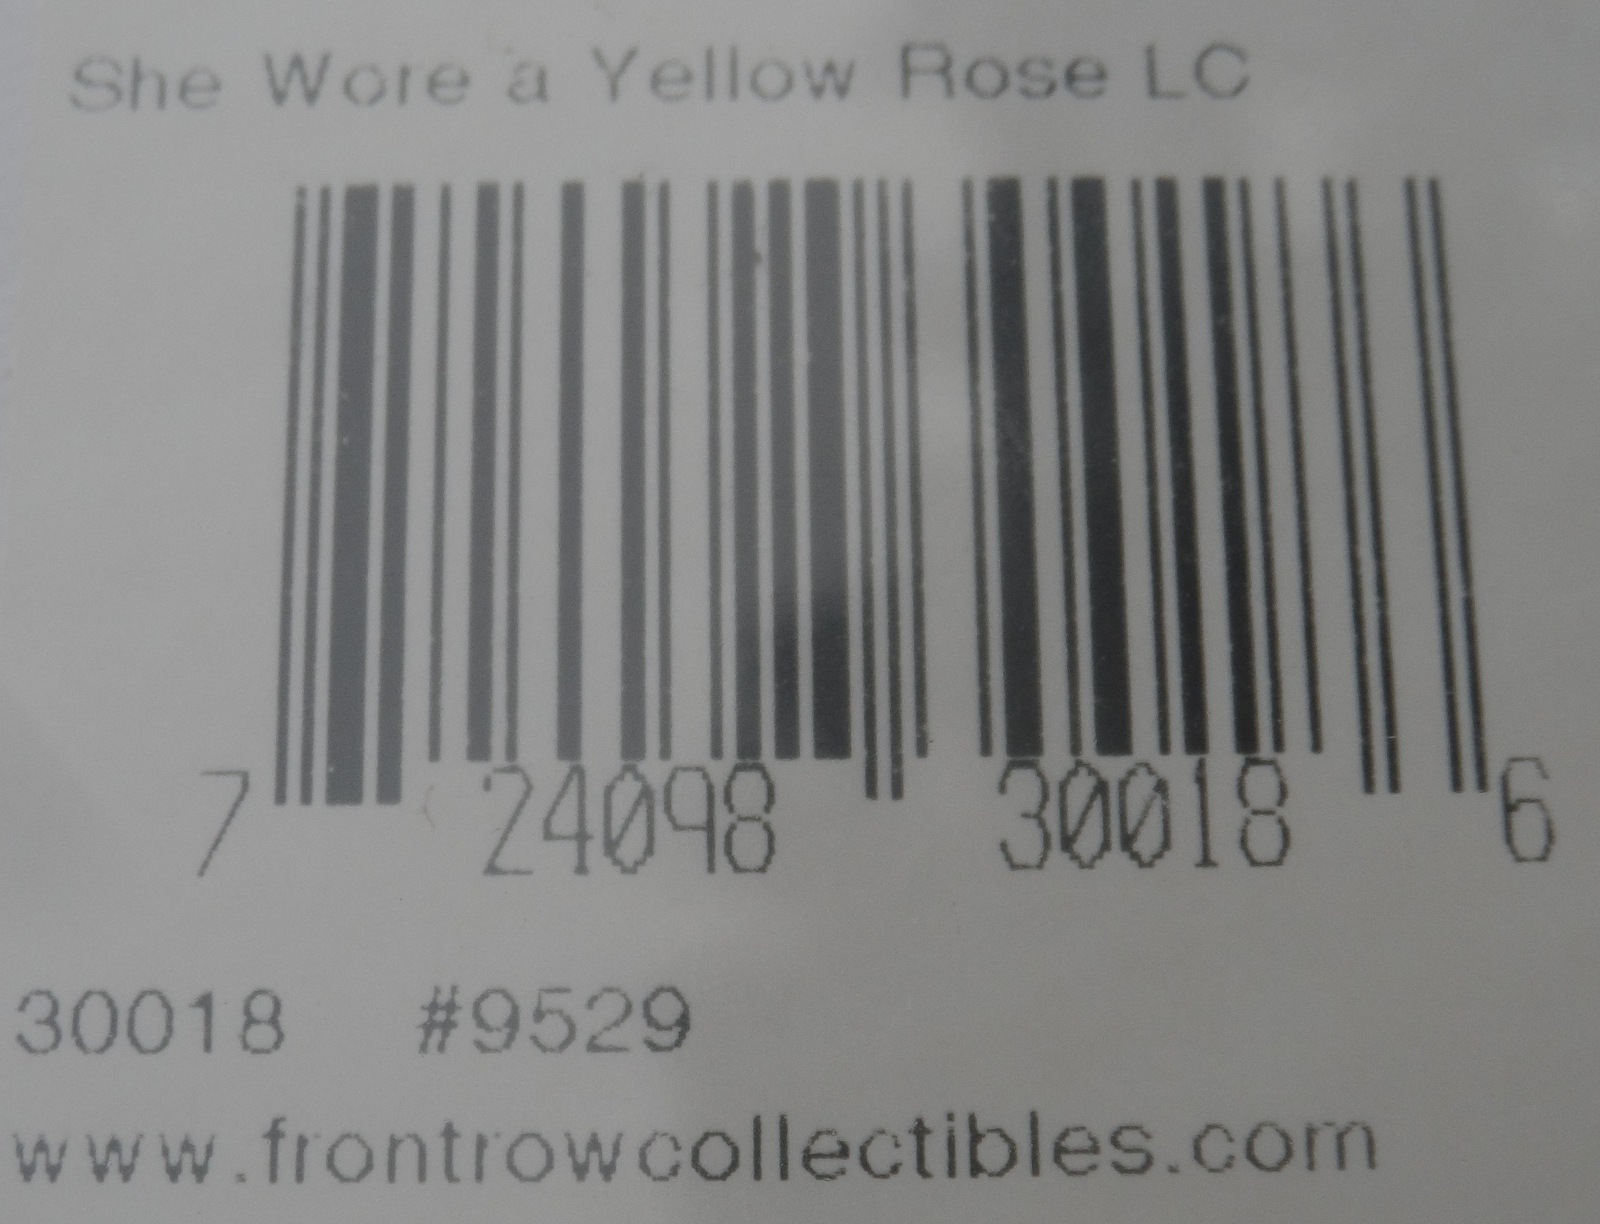 She Wore a Yellow Rose LC
7 24098 30018 6
30018 #9529
www.frontrowcollectibles.com